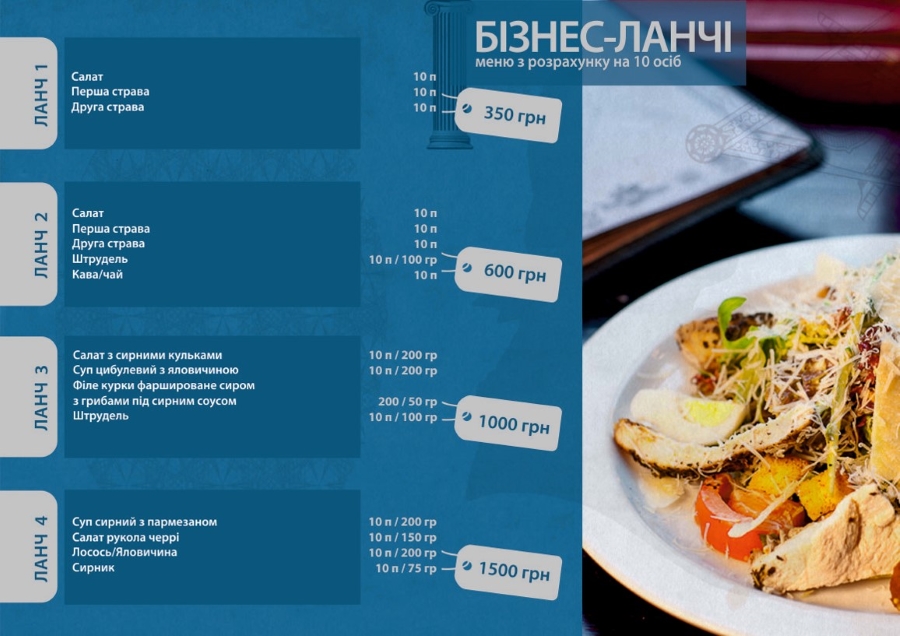 БІЗНЕС-ЛАНЧІ
меню з розрахунку на 10 осіб
ЛАНЧ 1
Салат 10 п
Перша страва 10 п
Друга страва 10 п
350 грн
ЛАНЧ 2
Салат 10 п
Перша страва 10 п
Друга страва 10 п
Штрудель 10 п / 100 гр
Кава/чай 10 п
600 грн
ЛАНЧ 3
Салат з сирними кульками 10 п / 200 гр
Суп цибулевий з яловичиною 10 п / 200 гр
Філе курки фаршироване сиром
з грибами під сирним соусом 200 / 50 гр
Штрудель 10 п / 100 гр
1000 грн
ЛАНЧ 4
Суп сирний з пармезаном 10 п / 200 гр
Салат рукола черрі 10 п / 150 гр
Лосось/Яловичина 10 п / 200 гр
Сирник 10 п / 75 гр
1500 грн